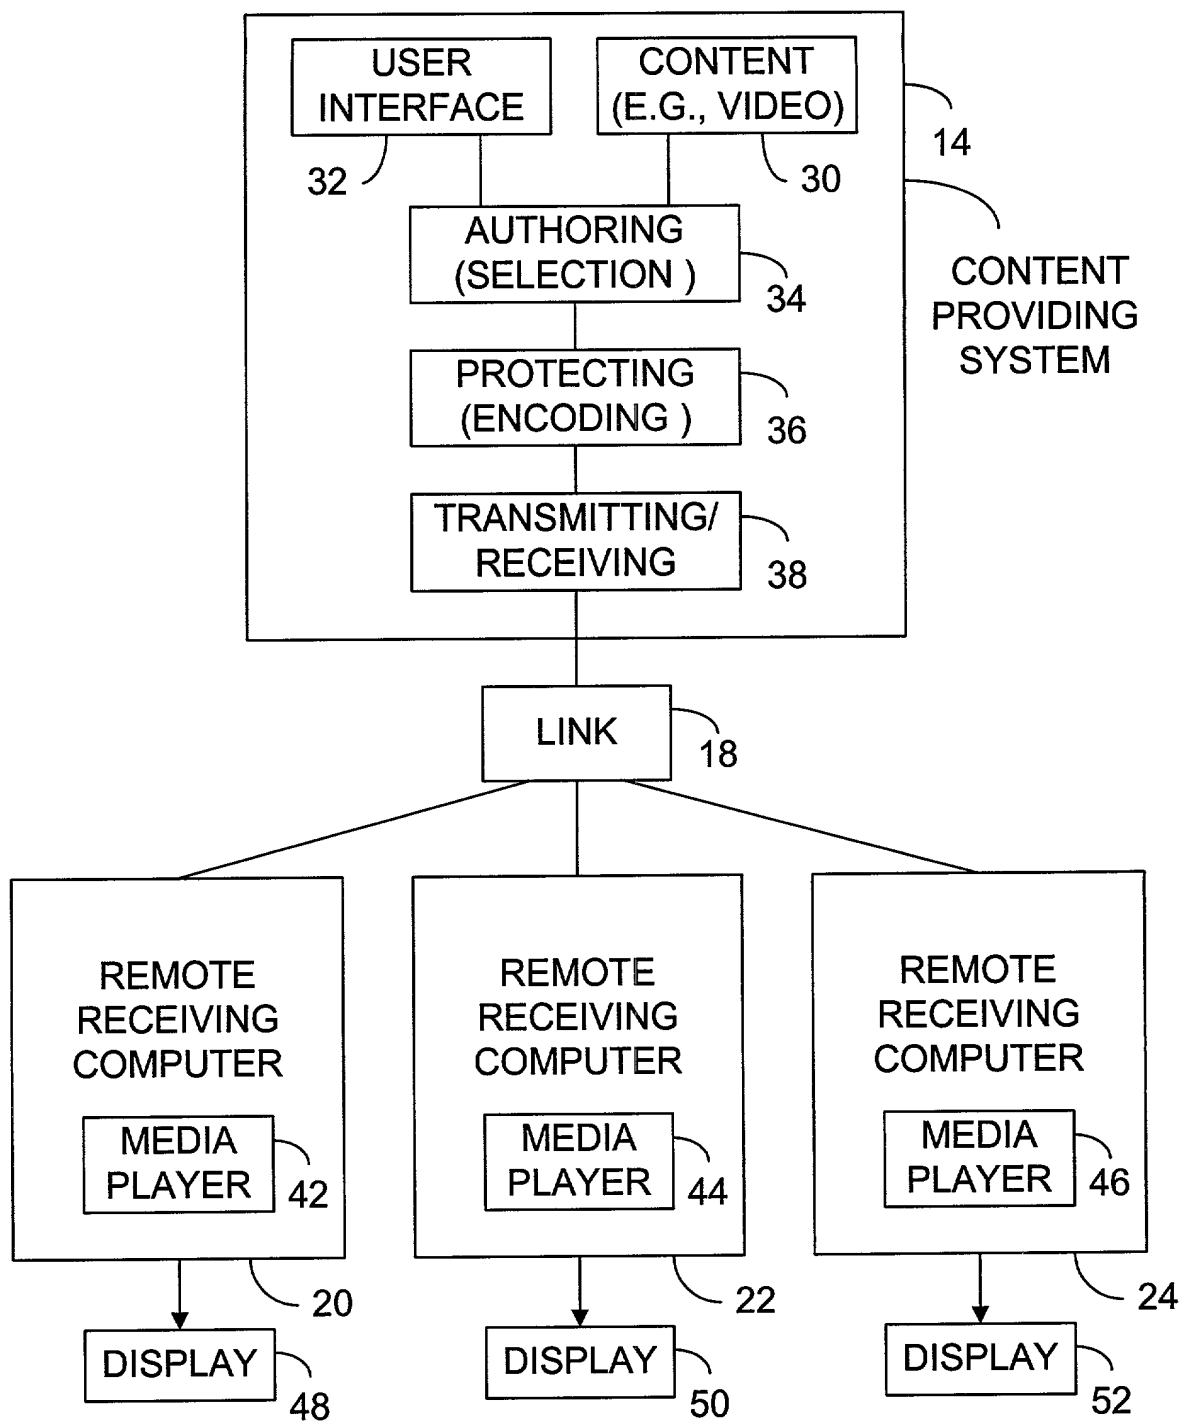 USER
INTERFACE
32
CONTENT
(E.G., VIDEO)
30
14
CONTENT
PROVIDING
SYSTEM
AUTHORING
(SELECTION )
34
PROTECTING
(ENCODING )
36
TRANSMITTING/
RECEIVING
38
LINK
18
REMOTE
RECEIVING
COMPUTER
MEDIA
PLAYER
42
20
DISPLAY
48
REMOTE
RECEIVING
COMPUTER
MEDIA
PLAYER
44
22
DISPLAY
50
REMOTE
RECEIVING
COMPUTER
MEDIA
PLAYER
46
24
DISPLAY
52